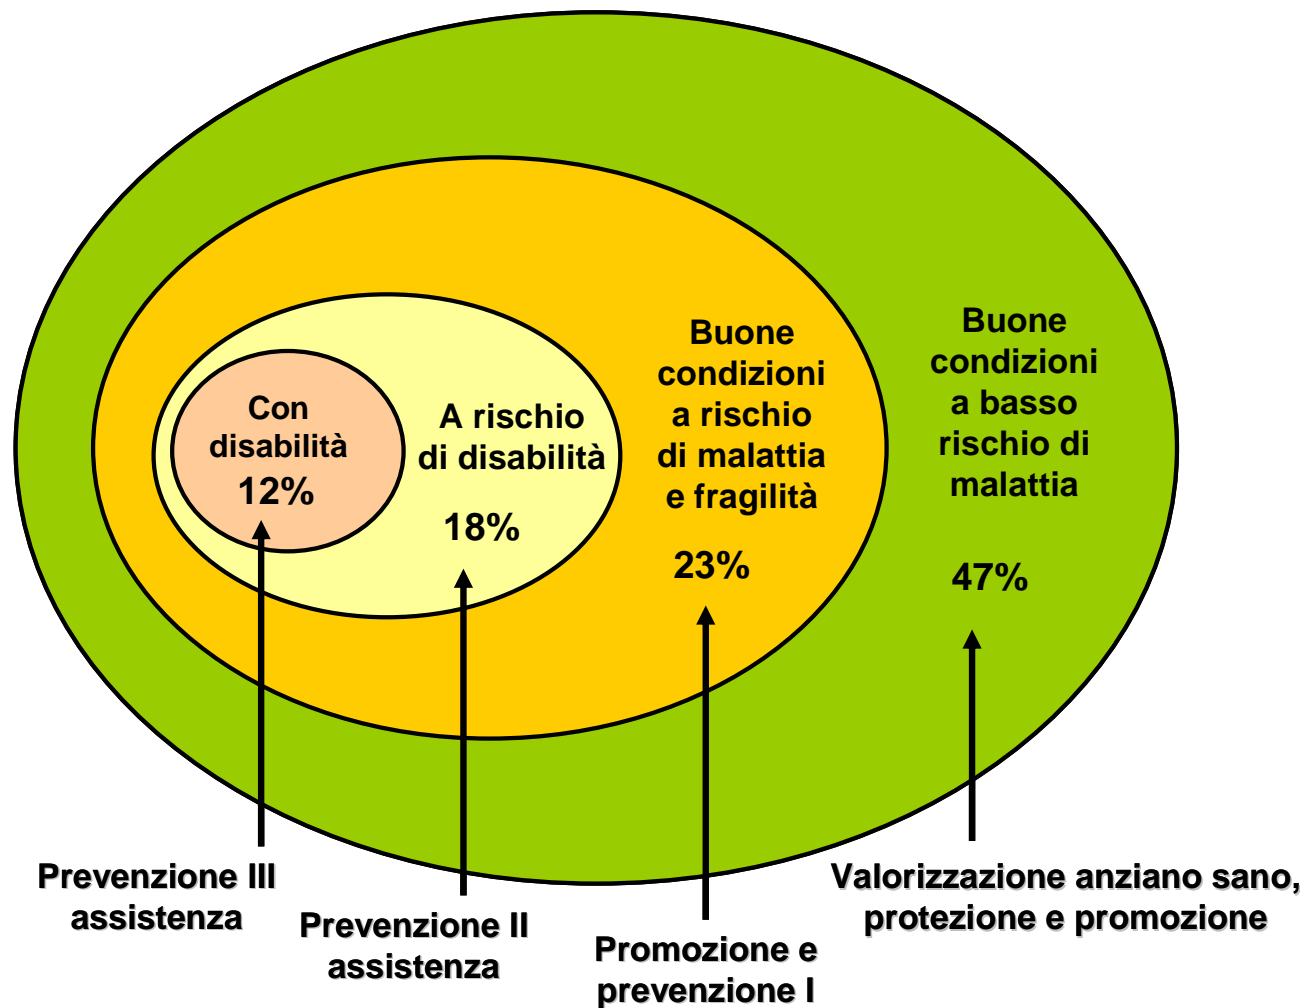 Con
disabilità
12%
A rischio
di disabilità
18%
Buone
condizioni
a rischio
di malattia
e fragilità
23%
Buone
condizioni
a basso
rischio di
malattia
47%
Prevenzione III
assistenza
Prevenzione II
assistenza
Promozione e
prevenzione I
Valorizzazione anziano sano,
protezione e promozione